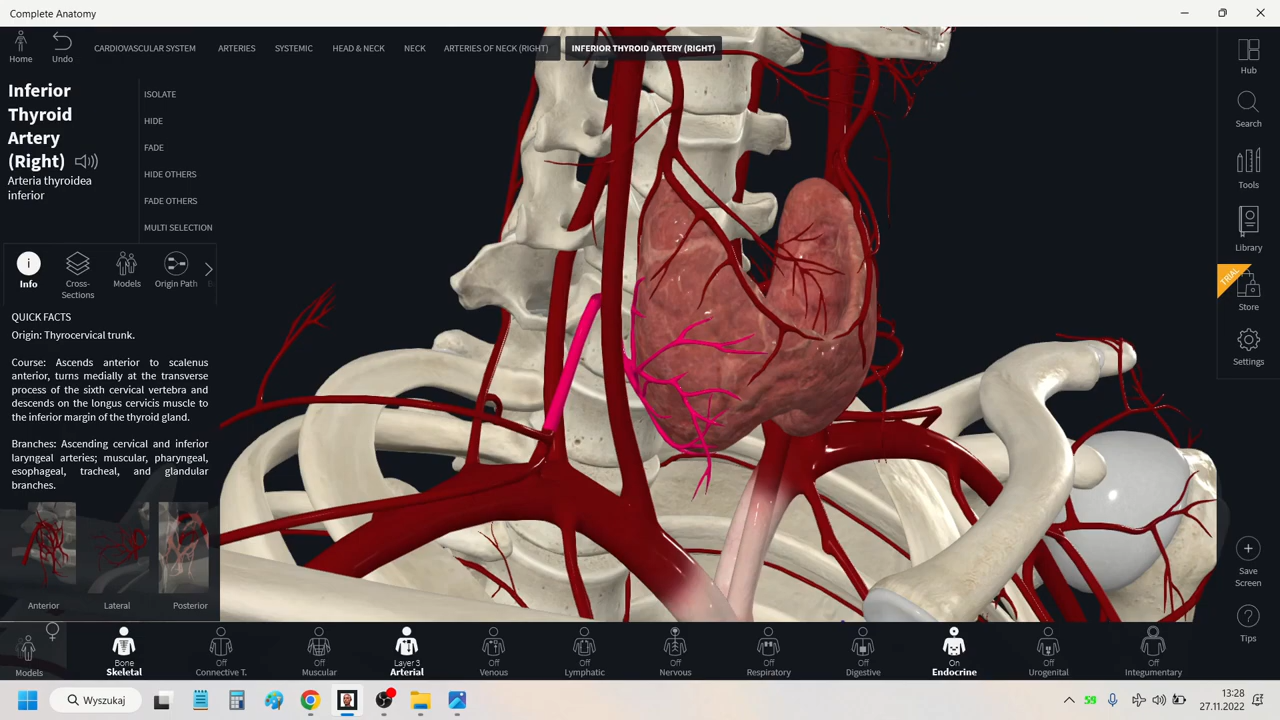 Complete Anatomy
Home
Undo
CARDIOVASCULAR SYSTEM
ARTERIES
SYSTEMIC
HEAD & NECK
NECK
ARTERIES OF NECK (RIGHT)
INFERIOR THYROID ARTERY (RIGHT)
Inferior
Thyroid
Artery
(Right)
Arteria thyroidea
inferior
ISOLATE
HIDE
FADE
HIDE OTHERS
FADE OTHERS
MULTI SELECTION
Info
Cross-
Sections
Models
Origin Path
QUICK FACTS
Origin: Thyrocervical trunk.
Course: Ascends anterior to scalenus
anterior, turns medially at the transverse
process of the sixth cervical vertebra and
descends on the longus cervicis muscle to
the inferior margin of the thyroid gland.
Branches: Ascending cervical and inferior
laryngeal arteries; muscular, pharyngeal,
esophageal, tracheal, and glandular
branches.
Anterior
Lateral
Posterior
Hub
Search
Tools
Library
TRIAL
Store
Settings
Save
Screen
Tips
Models
Bone
Skeletal
Off
Connective T.
Off
Muscular
Layer 3
Arterial
Off
Venous
Off
Lymphatic
Off
Nervous
Off
Respiratory
Off
Digestive
On
Endocrine
Off
Urogenital
Off
Integumentary
Wyszukaj
59
13:28
27.11.2022